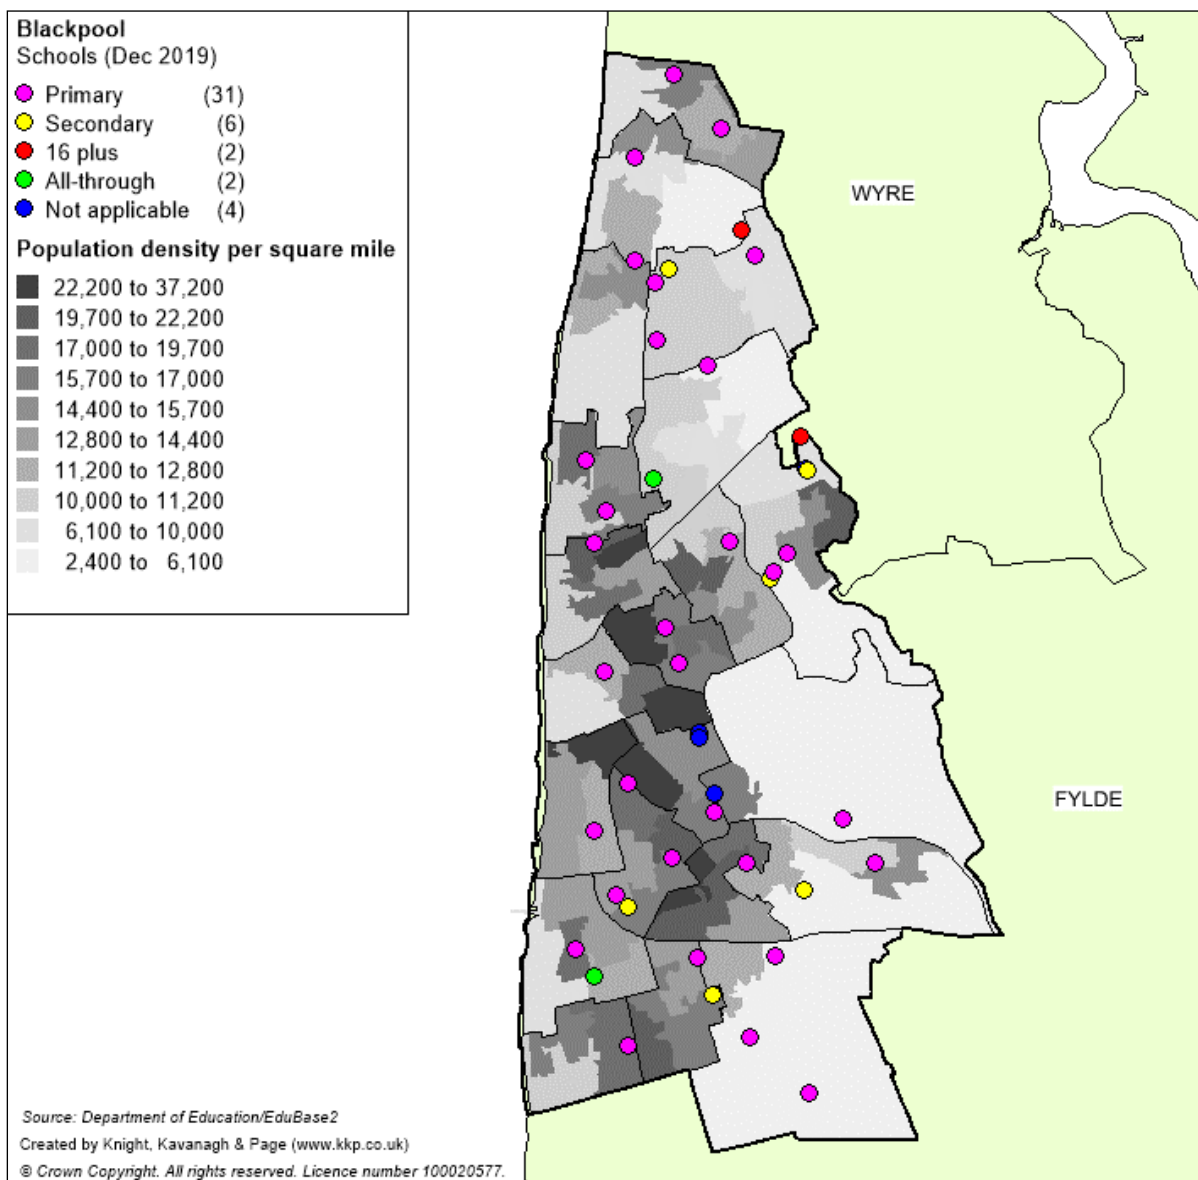 Blackpool
Schools (Dec 2019)
Primary (31)
Secondary (6)
16 plus (2)
All-through (2)
Not applicable (4)
Population density per square mile
22,200 to 37,200
19,700 to 22,200
17,000 to 19,700
15,700 to 17,000
14,400 to 15,700
12,800 to 14,400
11,200 to 12,800
10,000 to 11,200
6,100 to 10,000
2,400 to 6,100
WYRE
FYLDE
Source: Department of Education/EduBase2
Created by Knight, Kavanagh & Page (www.kkp.co.uk)
© Crown Copyright. All rights reserved. Licence number 100020577.